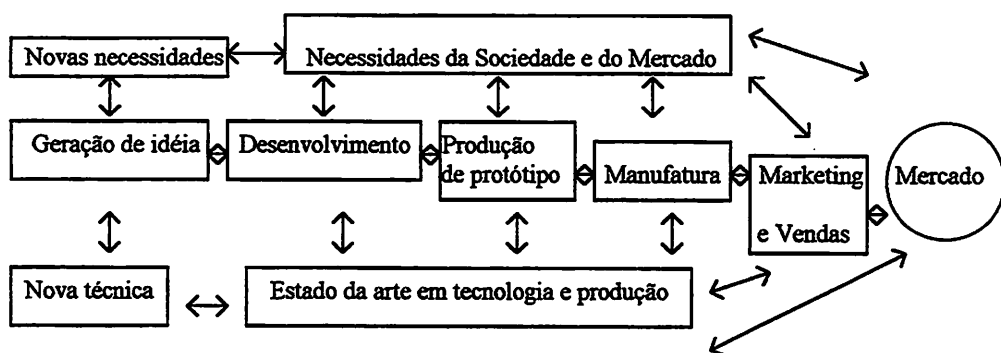 Novas necessidades
Necessidades da Sociedade e do Mercado
Geração de idéia
Desenvolvimento
Produção
de protótipo
Manufatura
Marketing
e Vendas
Mercado
Nova técnica
Estado da arte em tecnologia e produção